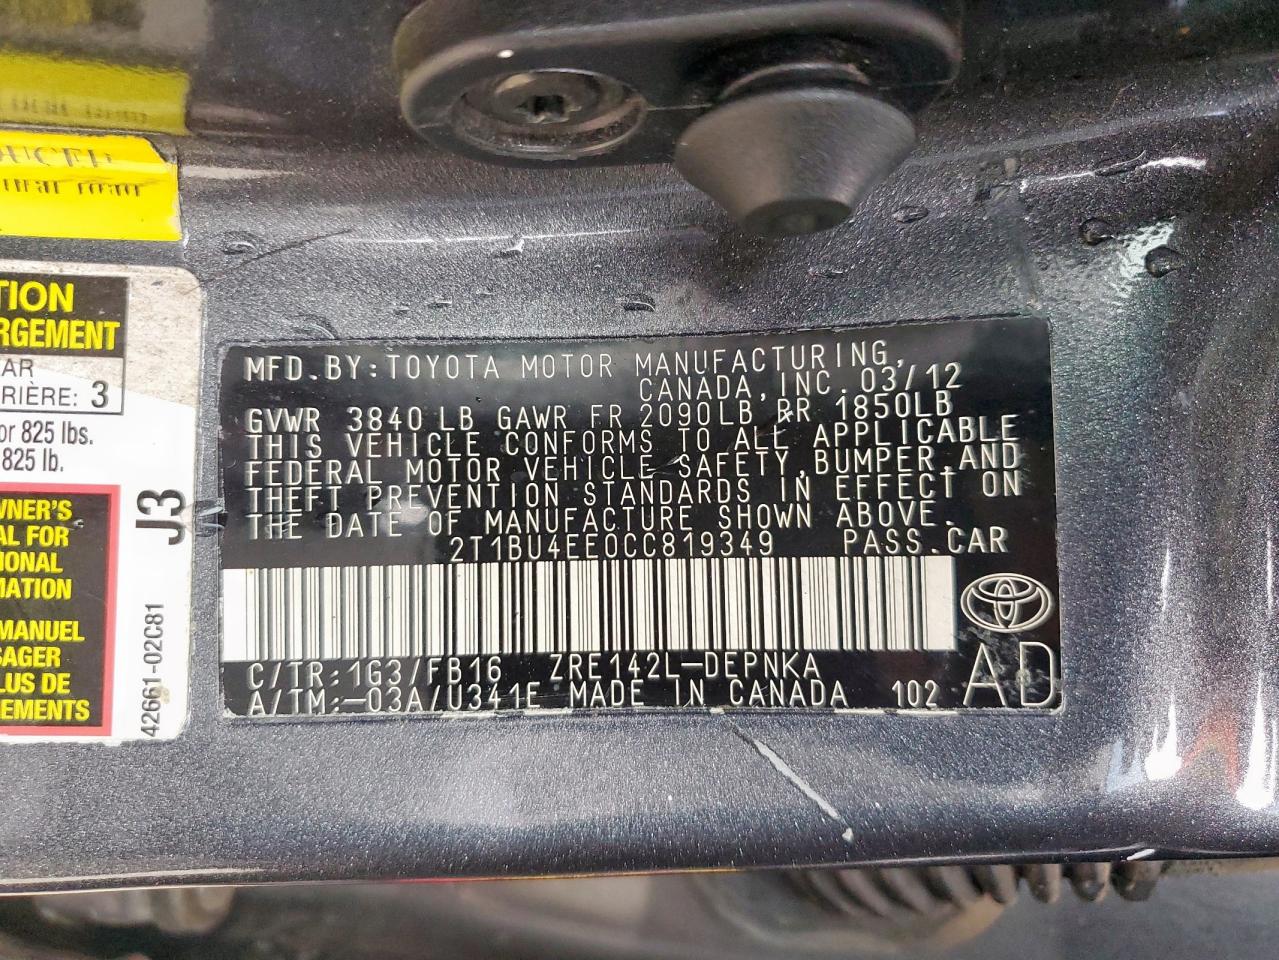 DUCER
TION
RGEMENT
AR
RIÈRE: 3
or 825 lbs.
825 lb.
WNER'S
AL FOR
IONAL
MATION
MANUEL
SAGER
LUS DE
EMENTS
J3
42661-02C81
MFD.BY:TOYOTA MOTOR MANUFACTURING,
CANADA,INC.03/12
GVWR 3840LB GAWR FR2090LB RR 1850LB
THIS VEHICLE CONFORMS TO ALL APPLICABLE
FEDERAL MOTOR VEHICLE SAFETY,BUMPER,AND
THEFT PREVENTION STANDARDS IN EFFECT ON
THE DATE OF MANUFACTURE SHOWN ABOVE.
2T1BU4EE0CC819349 PASS.CAR
C/TR:1G3/FB16 ZRE142L-DEPNKA
A/TM:-03A/U341E MADE IN CANADA 102 AD